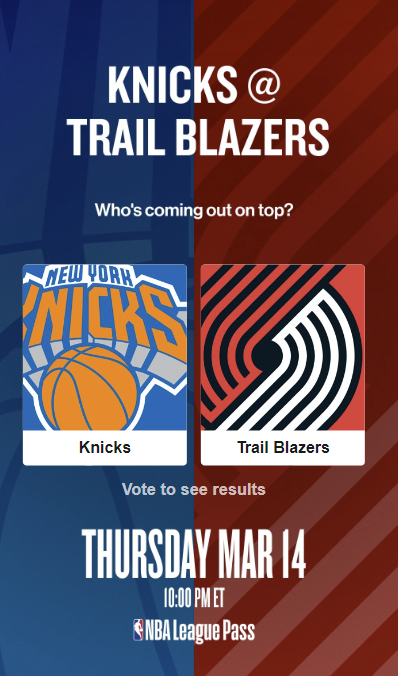 KNICKS @
TRAIL BLAZERS
Who's coming out on top?
NEW YORK
KNICKS
Knicks
Trail Blazers
Vote to see results
THURSDAY MAR 14
10:00 PM ET
NBA League Pass